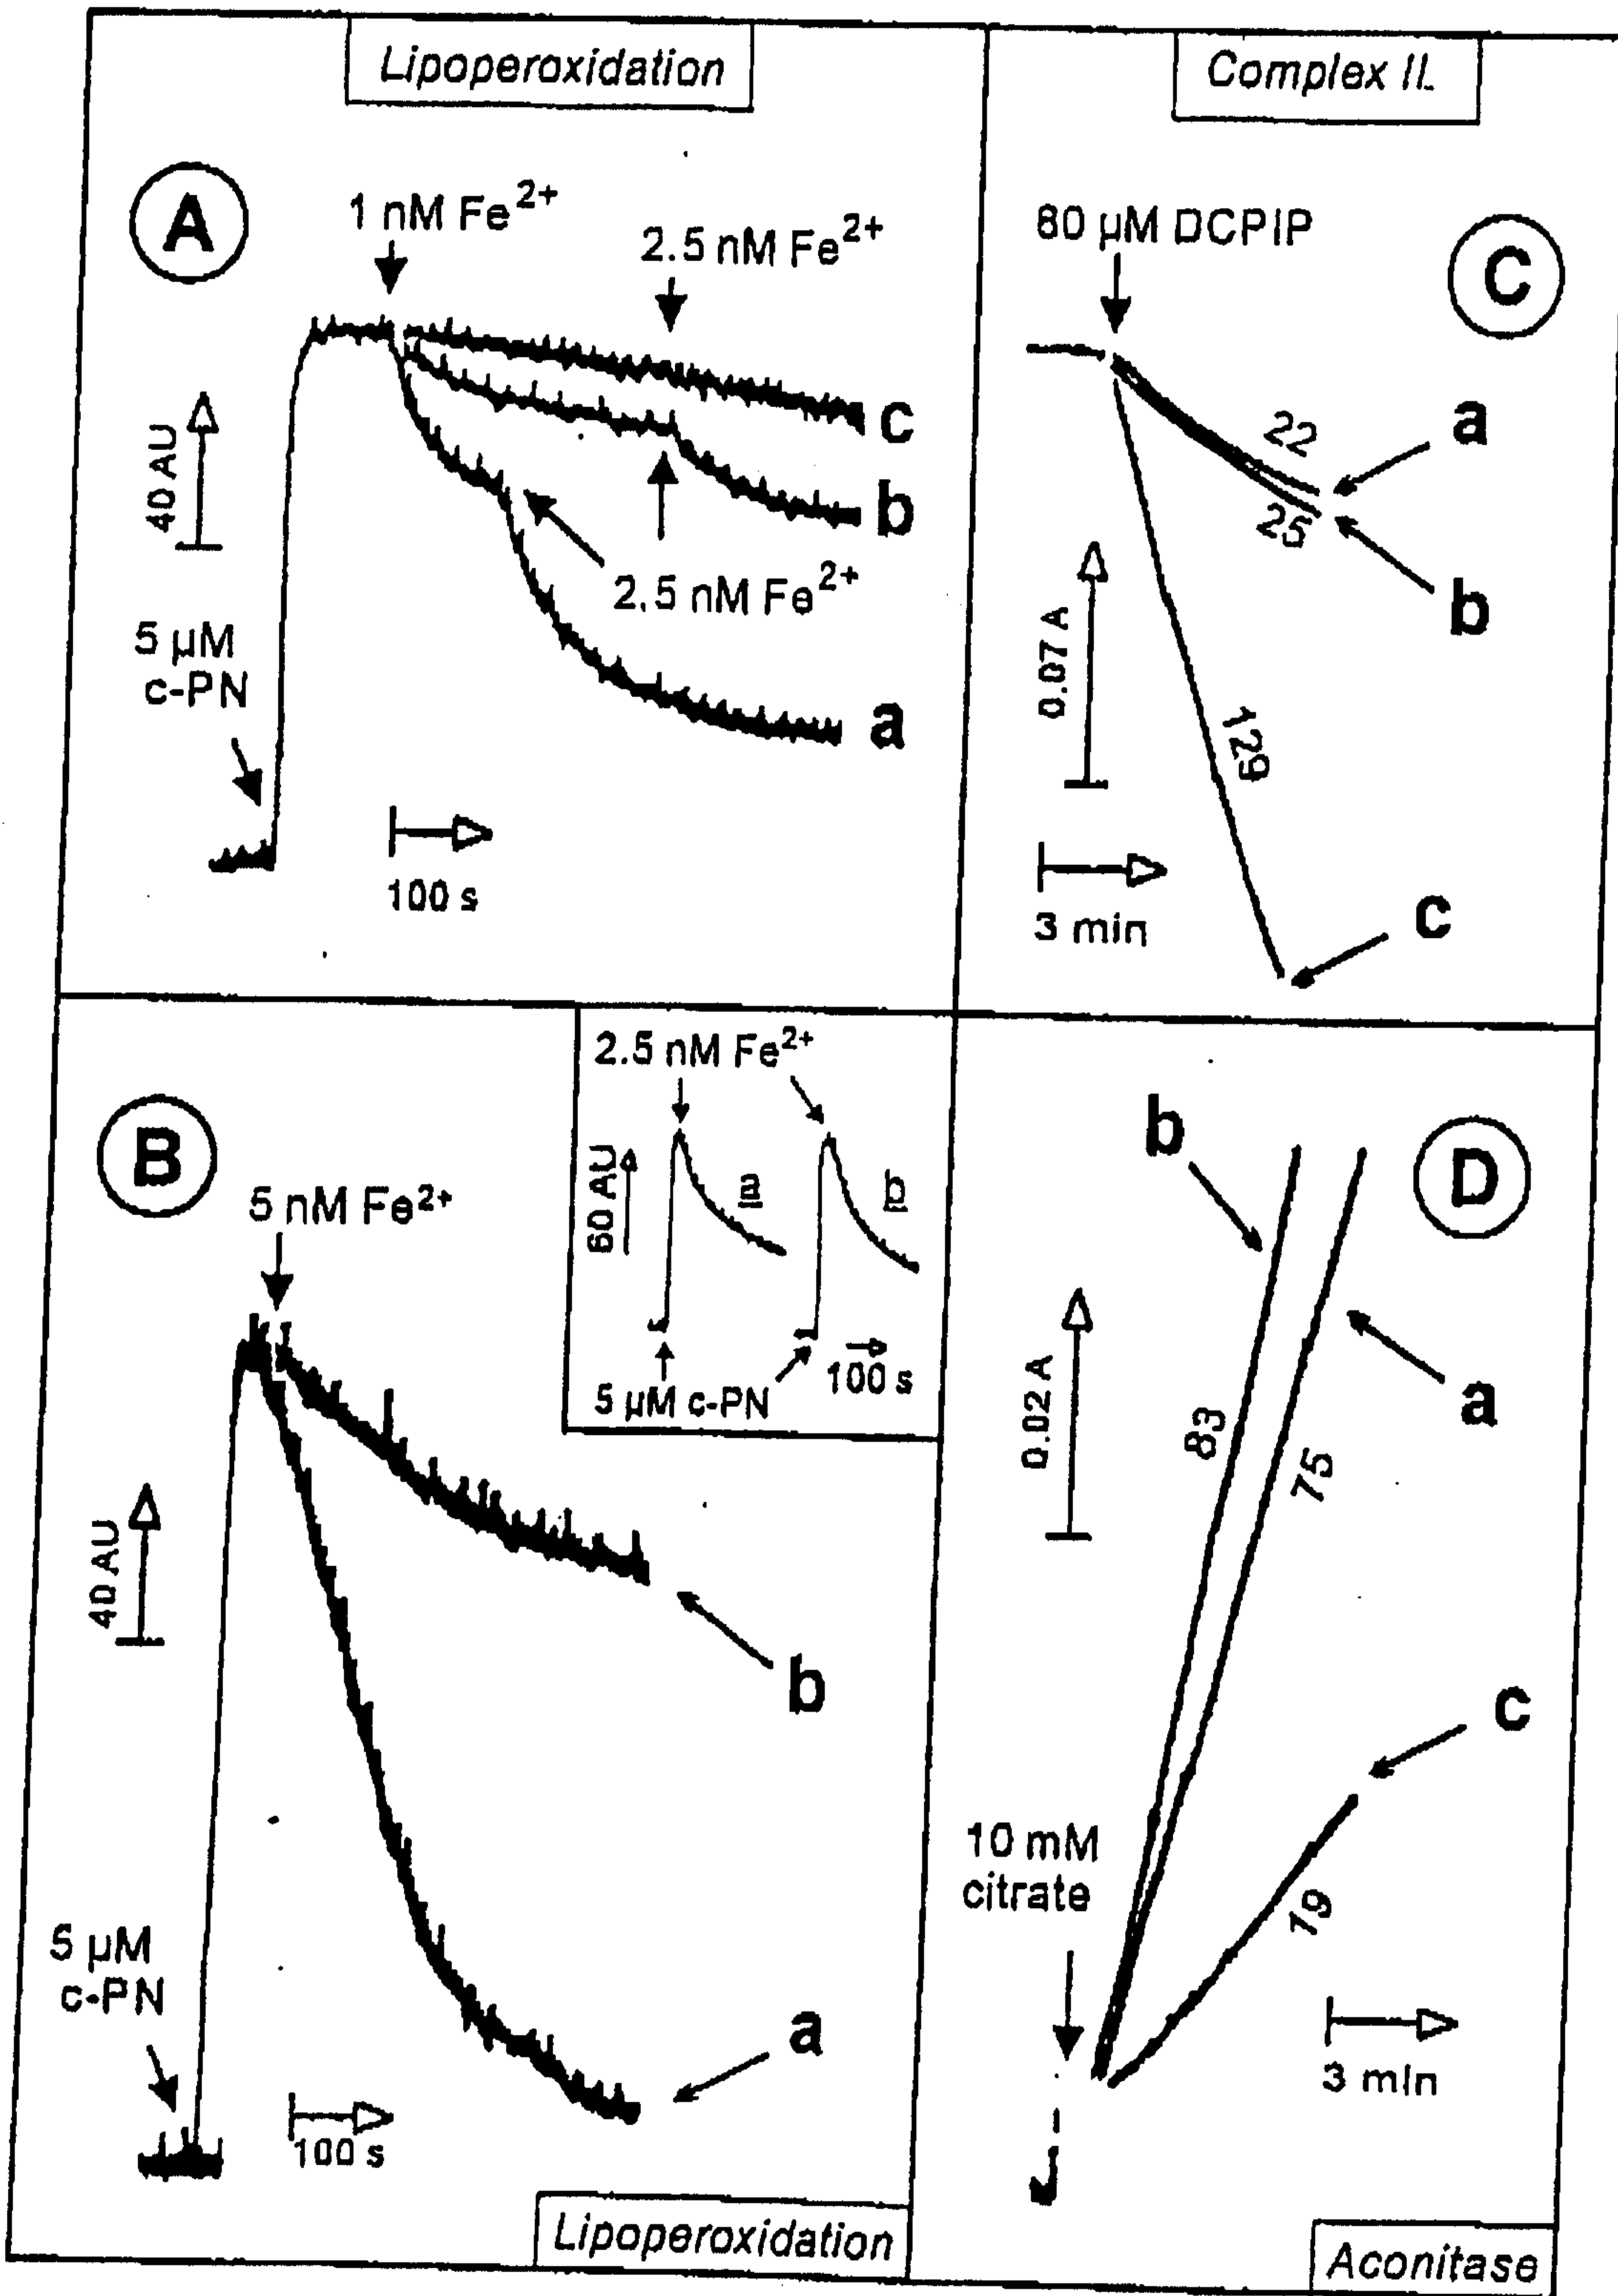 Lipoperoxidation
A
1 nM Fe2+
2.5 nM Fe2+
40 AU
c
b
2.5 nM Fe2+
5 µM
c-PN
a
100 s
Complex II
80 µM DCPIP
C
22
a
25
b
0.07 A
129
3 min
c
B
5 nM Fe2+
2.5 nM Fe2+
60 AU
a
b
100 s
5 µM c-PN
40 AU
b
5 µM
c-PN
a
100 s
Lipoperoxidation
b
D
0.02 A
83
75
a
c
10 mM
citrate
19
3 min
Aconitase